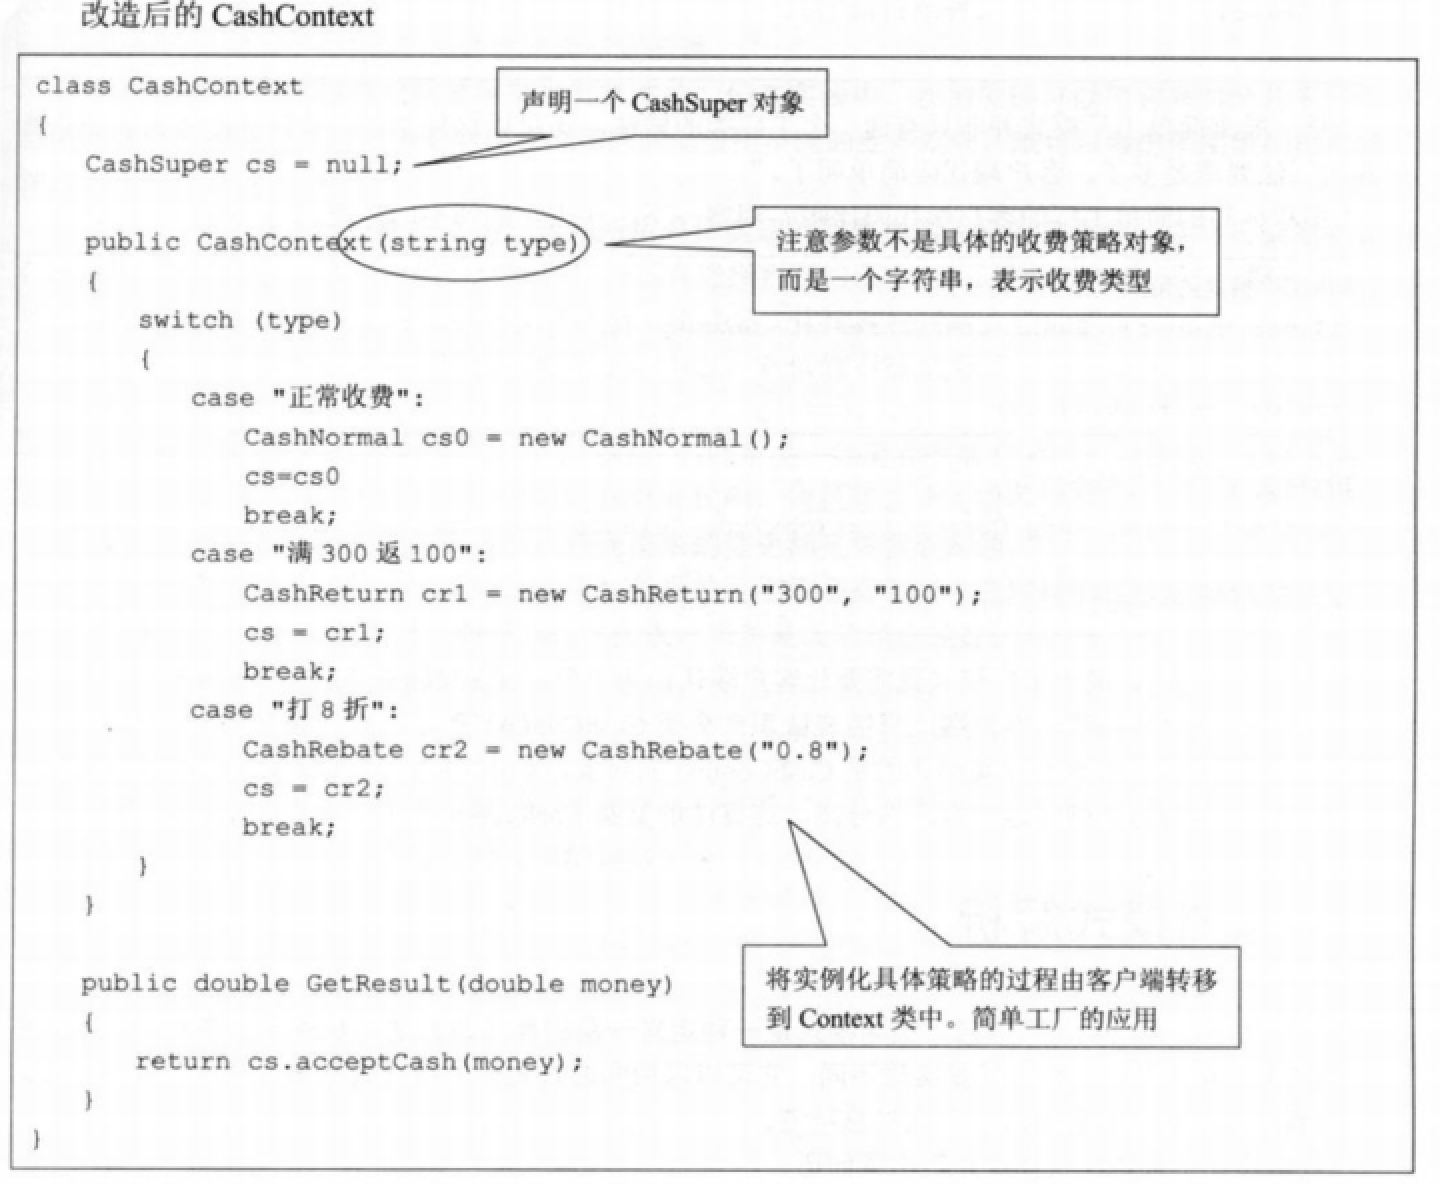 改造后的 CashContext
class CashContext
{
声明一个 CashSuper 对象
CashSuper cs = null;
public CashContext(string type)
注意参数不是具体的收费策略对象，
而是一个字符串，表示收费类型
{
switch (type)
{
case "正常收费":
CashNormal cs0 = new CashNormal();
cs=cs0
break;
case "满 300 返 100":
CashReturn cr1 = new CashReturn("300", "100");
cs = cr1;
break;
case "打 8 折":
CashRebate cr2 = new CashRebate("0.8");
cs = cr2;
break;
}
}
将实例化具体策略的过程由客户端转移
到 Context 类中。简单工厂的应用
public double GetResult(double money)
{
return cs.acceptCash(money);
}
}